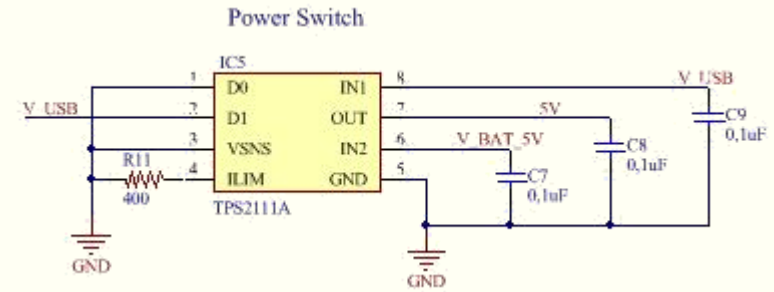 Power Switch
IC5
1 D0 IN1 8 V_USB
V_USB 2 D1 OUT 7 5V C9
3 VSNS IN2 6 V_BAT_5V C8 0,1uF
R11 4 ILIM GND 5 C7 0,1uF
400 TPS2111A 0,1uF
GND
GND